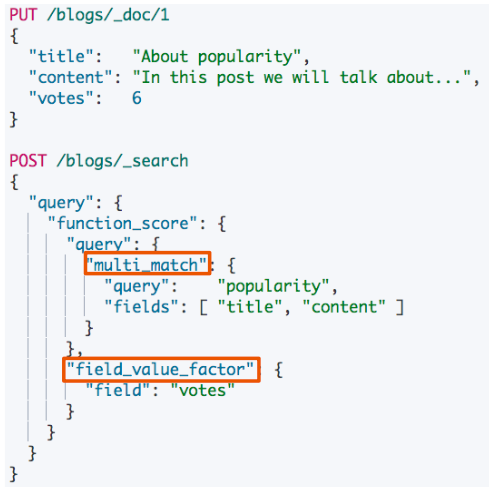 PUT /blogs/_doc/1
{
  "title":   "About popularity",
  "content": "In this post we will talk about...",
  "votes":   6
}

POST /blogs/_search
{
  "query": {
    "function_score": {
      "query": {
        "multi_match": {
          "query":    "popularity",
          "fields": [ "title", "content" ]
        }
      },
      "field_value_factor": {
        "field": "votes"
      }
    }
  }
}